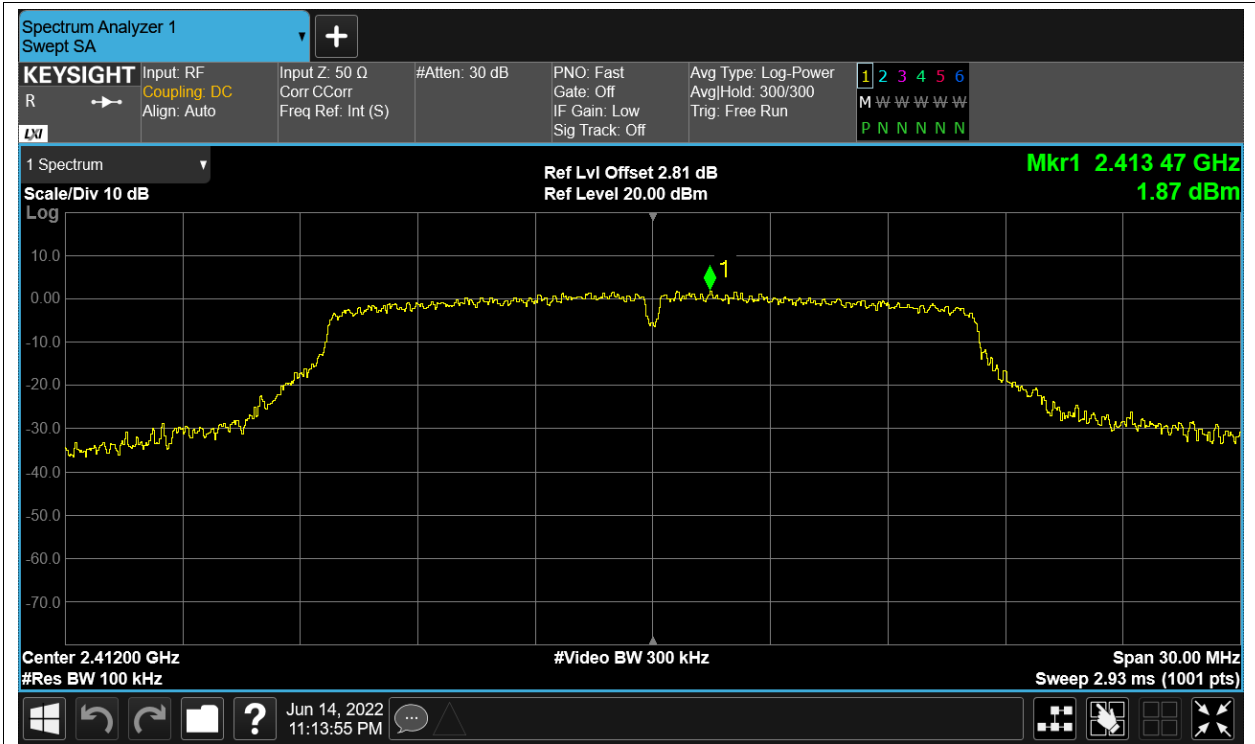 Spectrum Analyzer 1
Swept SA
KEYSIGHT
R
LXI
Input: RF
Coupling: DC
Align: Auto
Input Z: 50 Ω
Corr CCorr
Freq Ref: Int (S)
#Atten: 30 dB
PNO: Fast
Gate: Off
IF Gain: Low
Sig Track: Off
Avg Type: Log-Power
Avg|Hold: 300/300
Trig: Free Run
1 2 3 4 5 6
M W W W W W
P N N N N N
1 Spectrum
Scale/Div 10 dB
Ref Lvl Offset 2.81 dB
Ref Level 20.00 dBm
Mkr1 2.413 47 GHz
1.87 dBm
Log
10.0
0.00
-10.0
-20.0
-30.0
-40.0
-50.0
-60.0
-70.0
1
Center 2.41200 GHz
#Res BW 100 kHz
#Video BW 300 kHz
Span 30.00 MHz
Sweep 2.93 ms (1001 pts)
?
Jun 14, 2022
11:13:55 PM